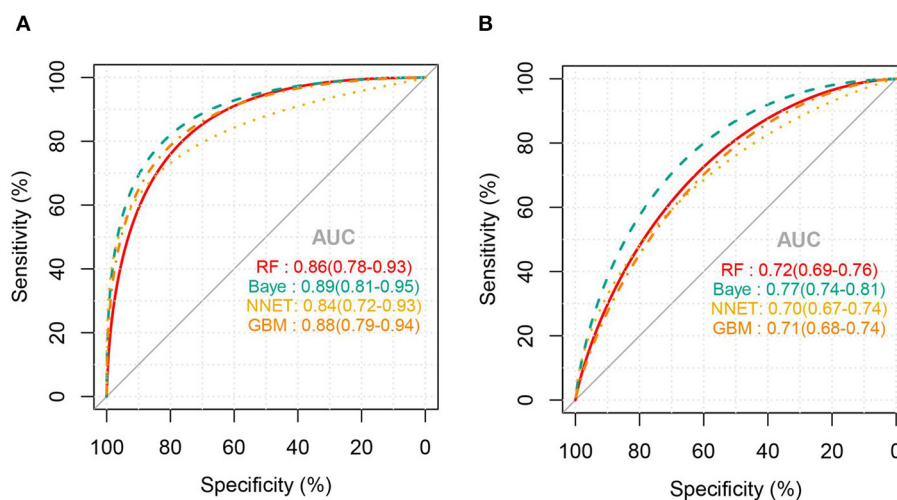 A
Sensitivity (%)
100
80
60
40
20
0
AUC
RF : 0.86(0.78-0.93)
Baye : 0.89(0.81-0.95)
NNET: 0.84(0.72-0.93)
GBM : 0.88(0.79-0.94)
100 80 60 40 20 0
Specificity (%)
B
Sensitivity (%)
100
80
60
40
20
0
AUC
RF : 0.72(0.69-0.76)
Baye : 0.77(0.74-0.81)
NNET: 0.70(0.67-0.74)
GBM : 0.71(0.68-0.74)
100 80 60 40 20 0
Specificity (%)